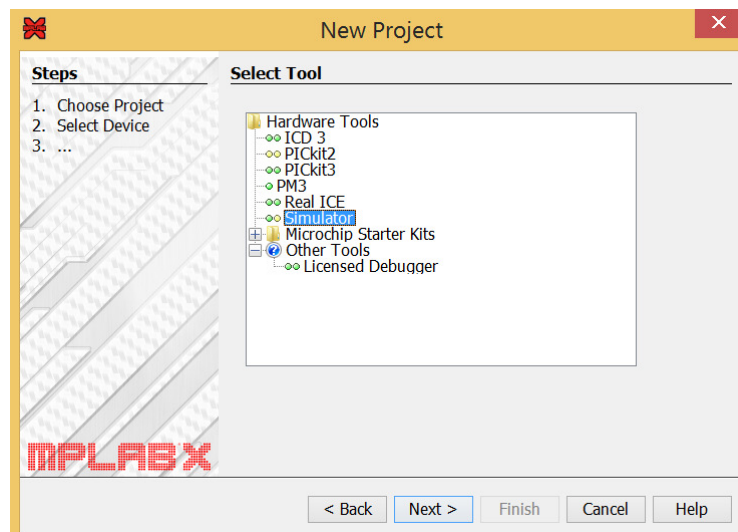 New Project
Steps
1. Choose Project
2. Select Device
3. ...
Select Tool
Hardware Tools
ICD 3
PICkit2
PICkit3
PM3
Real ICE
Simulator
Microchip Starter Kits
Other Tools
Licensed Debugger
MPLAB X
< Back Next > Finish Cancel Help